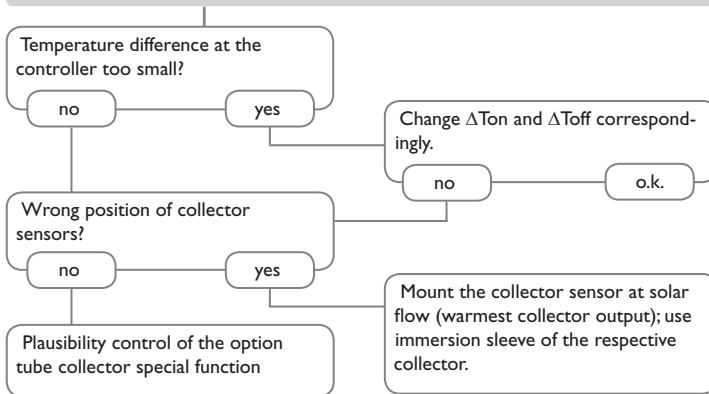 Temperature difference at the
controller too small?
no
yes
Change ΔTon and ΔToff correspond-
ingly.
no
o.k.
Wrong position of collector
sensors?
no
yes
Mount the collector sensor at solar
flow (warmest collector output); use
immersion sleeve of the respective
collector.
Plausibility control of the option
tube collector special function